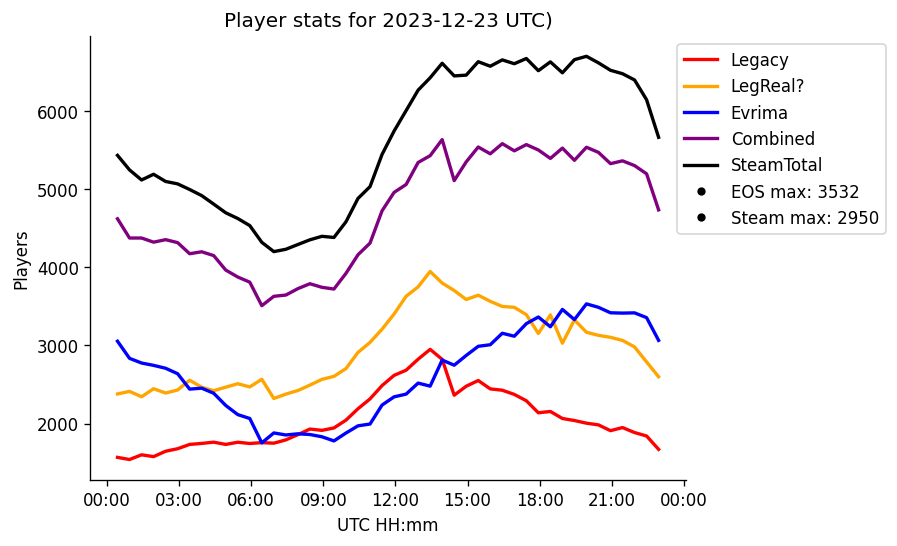 Player stats for 2023-12-23 UTC)
Legacy
LegReal?
Evrima
Combined
SteamTotal
EOS max: 3532
Steam max: 2950
Players
6000
5000
4000
3000
2000
00:00 03:00 06:00 09:00 12:00 15:00 18:00 21:00 00:00
UTC HH:mm